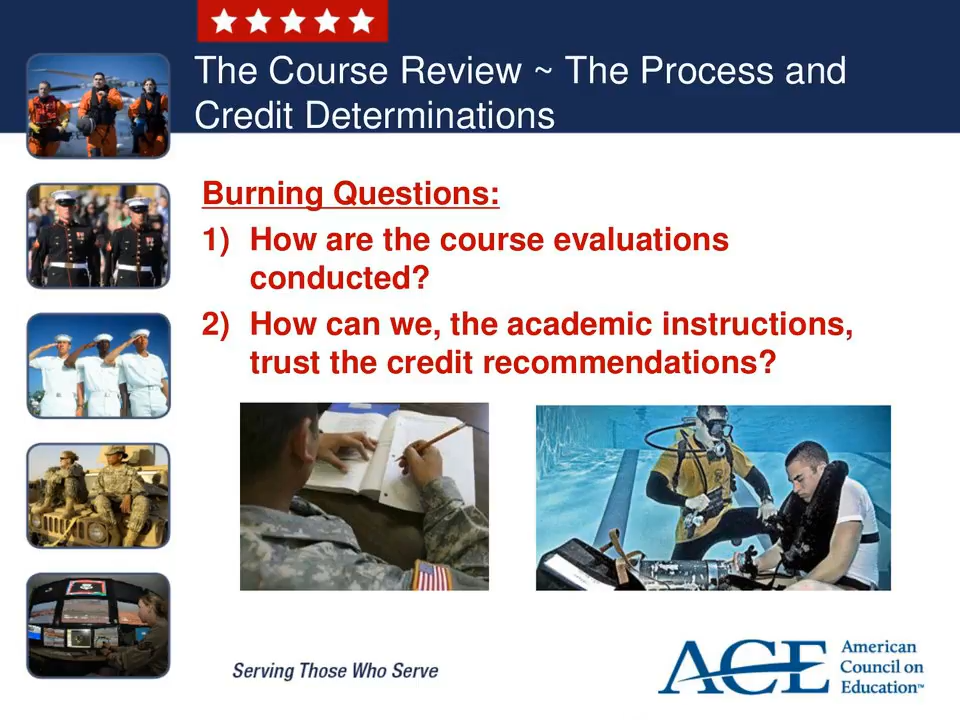 The Course Review ~ The Process and
Credit Determinations
Burning Questions:
1) How are the course evaluations
conducted?
2) How can we, the academic instructions,
trust the credit recommendations?
Serving Those Who Serve
ACE
American
Council on
Education™